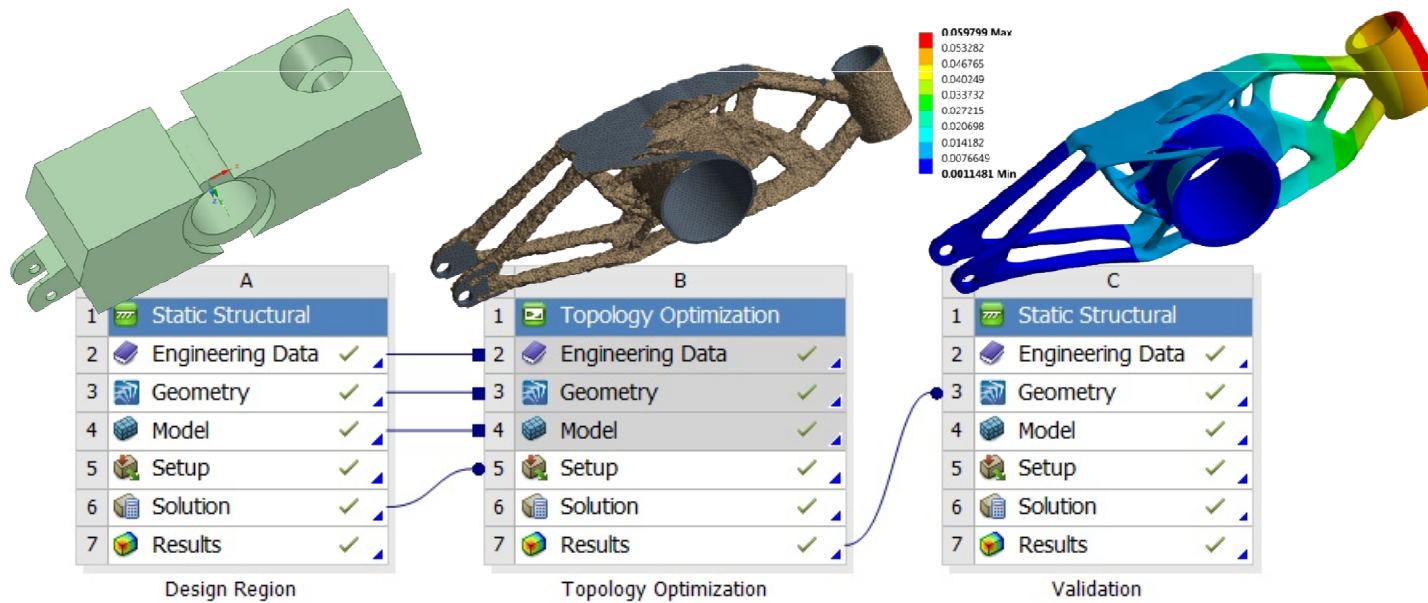 0.059799 Max
0.053282
0.046765
0.040249
0.033732
0.027215
0.020698
0.014182
0.0076649
0.0011481 Min
A
1 Static Structural
2 Engineering Data
3 Geometry
4 Model
5 Setup
6 Solution
7 Results
Design Region
B
1 Topology Optimization
2 Engineering Data
3 Geometry
4 Model
5 Setup
6 Solution
7 Results
Topology Optimization
C
1 Static Structural
2 Engineering Data
3 Geometry
4 Model
5 Setup
6 Solution
7 Results
Validation